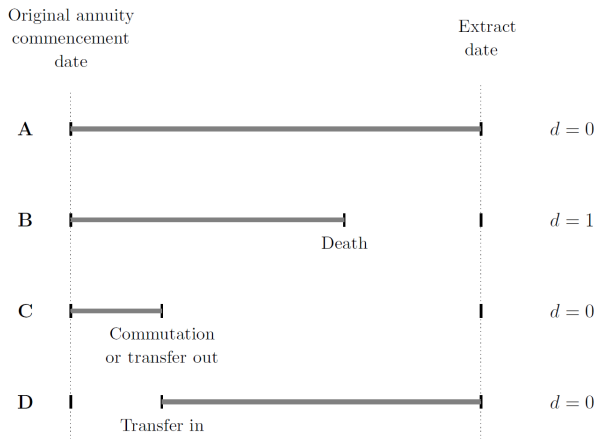 Original annuity
commencement
date
Extract
date
A
d = 0
B
d = 1
Death
C
d = 0
Commutation
or transfer out
D
d = 0
Transfer in